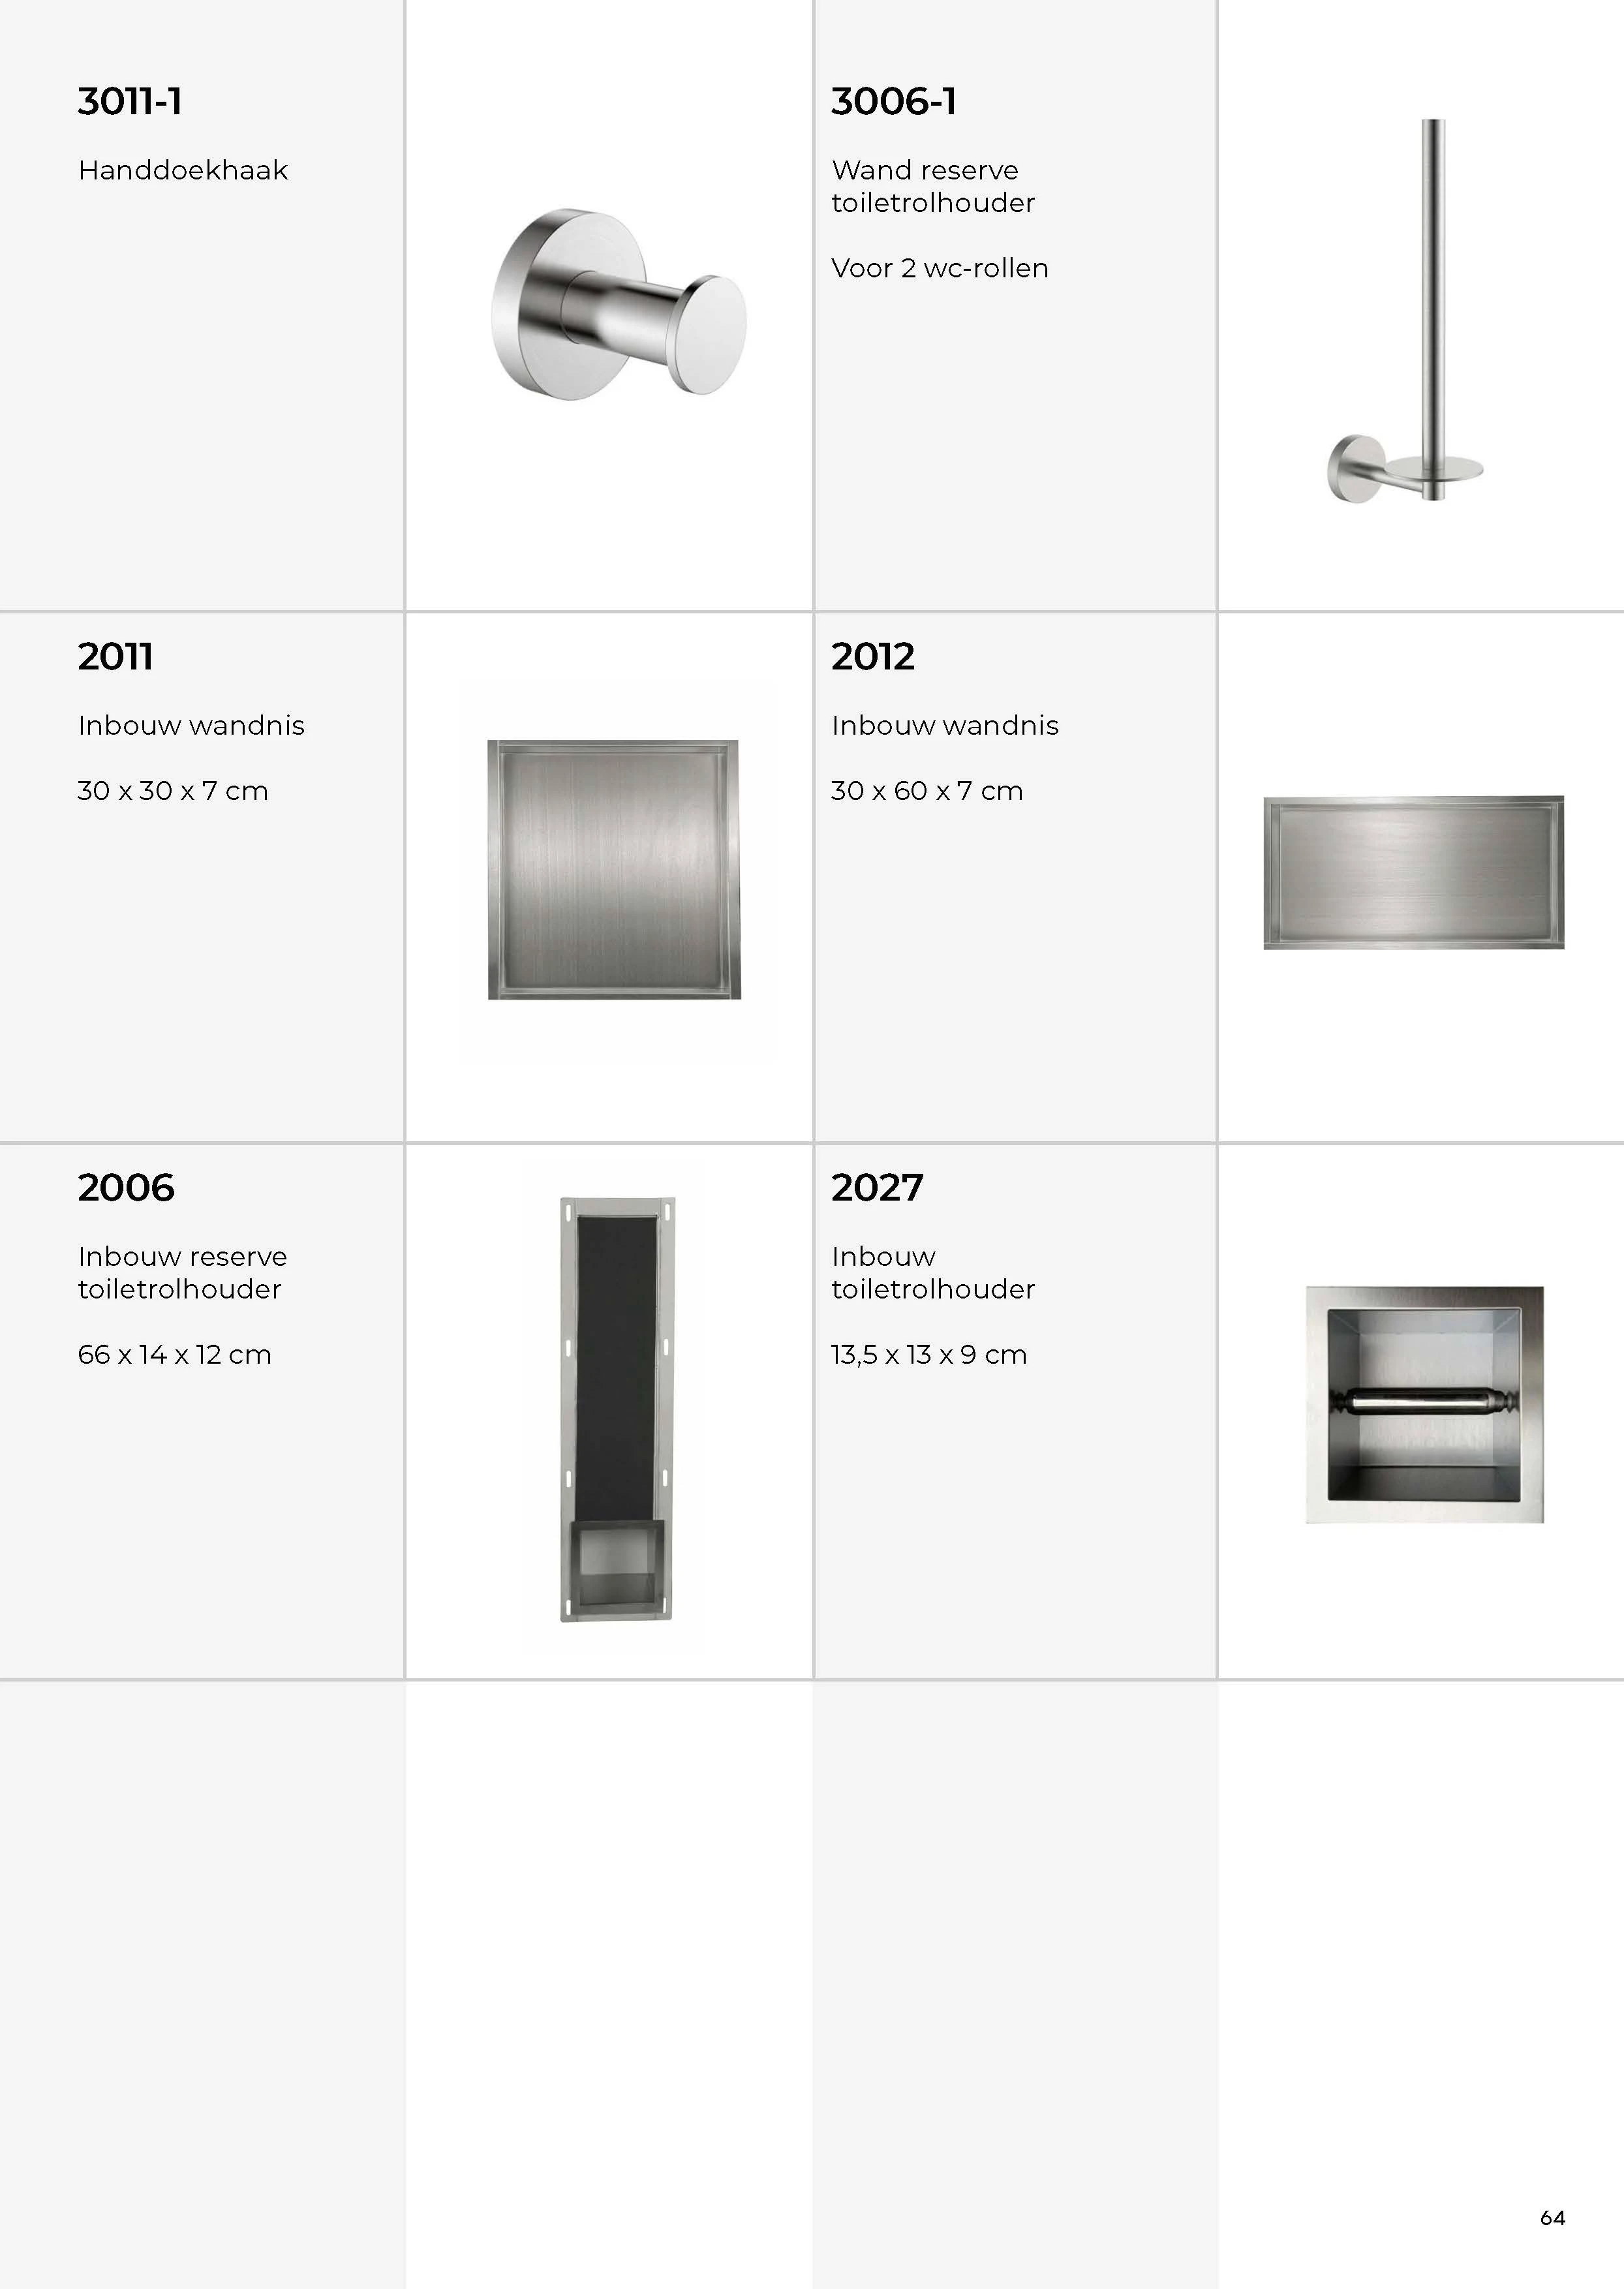 3011-1
Handdoekhaak
3006-1
Wand reserve
toiletrolhouder
Voor 2 wc-rollen
2011
Inbouw wandnis
30 x 30 x 7 cm
2012
Inbouw wandnis
30 x 60 x 7 cm
2006
Inbouw reserve
toiletrolhouder
66 x 14 x 12 cm
2027
Inbouw
toiletrolhouder
13,5 x 13 x 9 cm
64